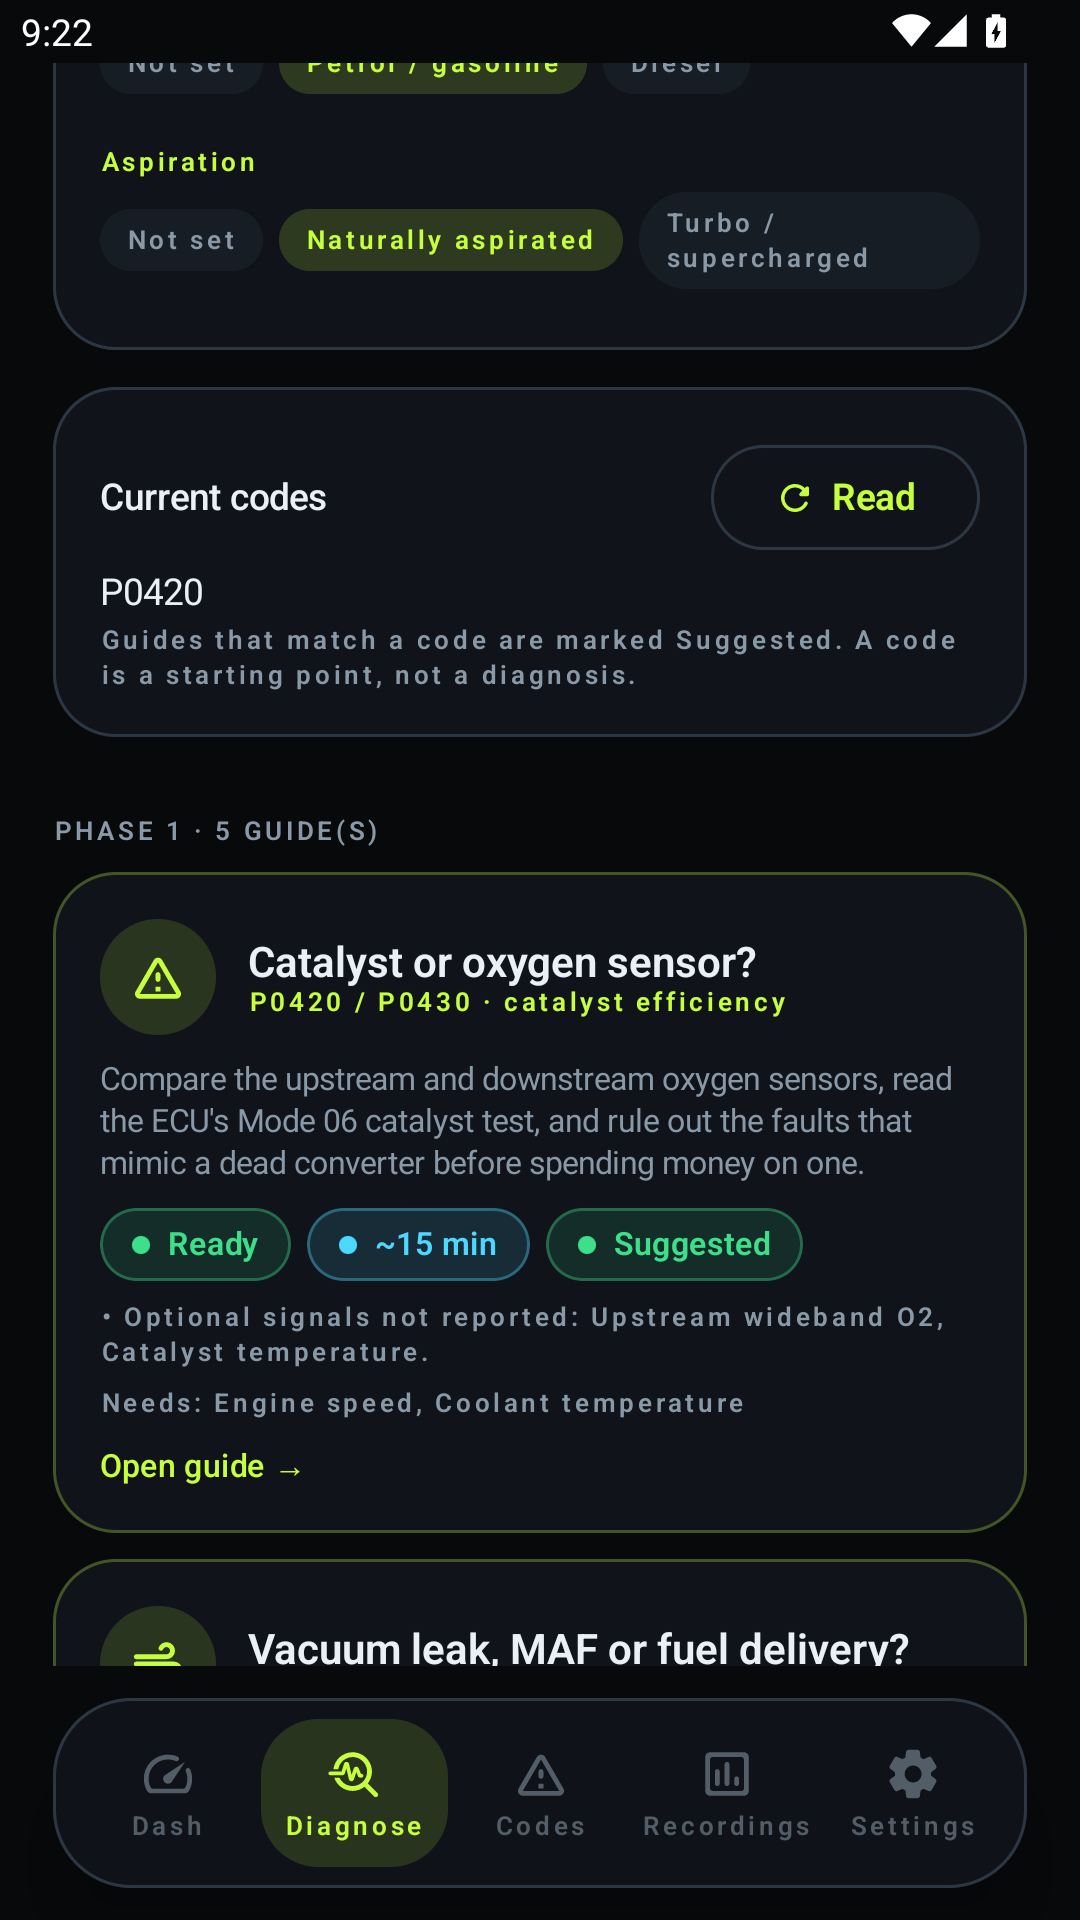 9:22
Not set
Petrol / gasoline
Diesel
Aspiration
Not set
Naturally aspirated
Turbo /
supercharged
Current codes
Read
P0420
Guides that match a code are marked Suggested. A code
is a starting point, not a diagnosis.
PHASE 1 · 5 GUIDE(S)
Catalyst or oxygen sensor?
P0420 / P0430 · catalyst efficiency
Compare the upstream and downstream oxygen sensors, read
the ECU's Mode 06 catalyst test, and rule out the faults that
mimic a dead converter before spending money on one.
Ready
~15 min
Suggested
• Optional signals not reported: Upstream wideband O2,
Catalyst temperature.
Needs: Engine speed, Coolant temperature
Open guide →
Vacuum leak, MAF or fuel delivery?
Dash
Diagnose
Codes
Recordings
Settings